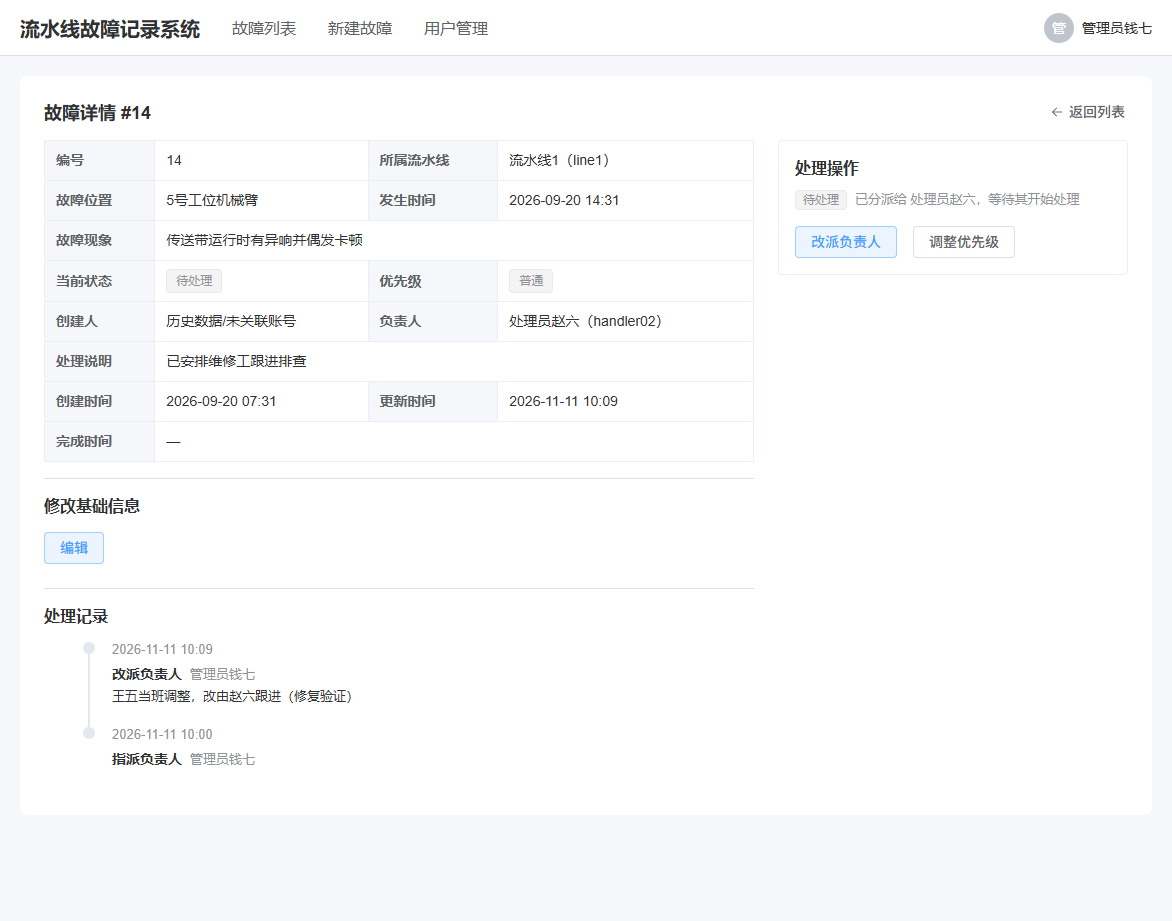 流水线故障记录系统 故障列表 新建故障 用户管理 管 管理员钱七
故障详情 #14 ← 返回列表
编号 14 所属流水线 流水线1（line1）
故障位置 5号工位机械臂 发生时间 2026-09-20 14:31
故障现象 传送带运行时有异响并偶发卡顿
当前状态 待处理 优先级 普通
创建人 历史数据/未关联账号 负责人 处理员赵六（handler02）
处理说明 已安排维修工跟进排查
创建时间 2026-09-20 07:31 更新时间 2026-11-11 10:09
完成时间 —
处理操作
待处理 已分派给 处理员赵六，等待其开始处理
改派负责人 调整优先级
修改基础信息
编辑
处理记录
2026-11-11 10:09
改派负责人 管理员钱七
王五当班调整，改由赵六跟进（修复验证）
2026-11-11 10:00
指派负责人 管理员钱七